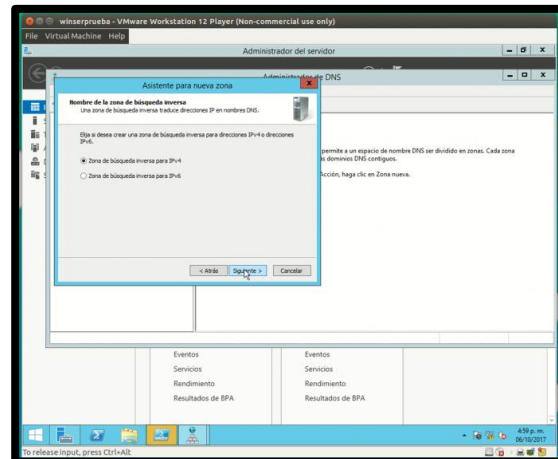 winserprueba - VMware Workstation 12 Player (Non-commercial use only)
File Virtual Machine Help
Administrador del servidor
Administrador de DNS
Asistente para nueva zona
Nombre de la zona de búsqueda inversa
Una zona de búsqueda inversa traduce direcciones IP en nombres DNS.
Elija si desea crear una zona de búsqueda inversa para direcciones IPv4 o direcciones
IPv6.
permite a un espacio de nombre DNS ser dividido en zonas. Cada zona
dominios DNS contiguos.
Zona de búsqueda inversa para IPv4
Acción, haga clic en Zona nueva.
Zona de búsqueda inversa para IPv6
< Atrás Siguiente > Cancelar
Eventos Eventos
Servicios Servicios
Rendimiento Rendimiento
Resultados de BPA Resultados de BPA
4:59 p. m.
06/10/2017
To release input, press Ctrl+Alt